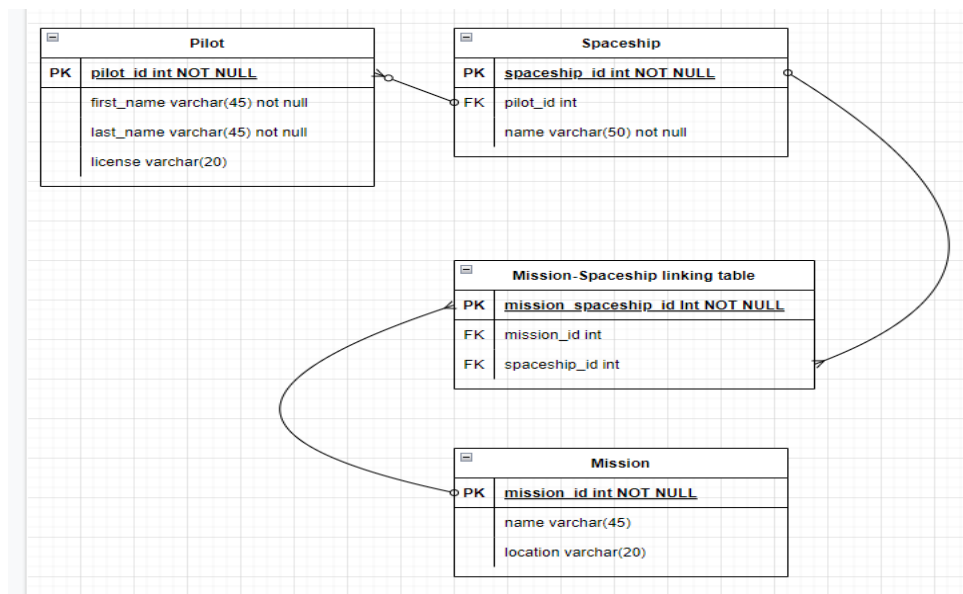 Pilot
PK pilot_id int NOT NULL
first_name varchar(45) not null
last_name varchar(45) not null
license varchar(20)
Spaceship
PK spaceship_id int NOT NULL
FK pilot_id int
name varchar(50) not null
Mission-Spaceship linking table
PK mission_spaceship_id Int NOT NULL
FK mission_id int
FK spaceship_id int
Mission
PK mission_id int NOT NULL
name varchar(45)
location varchar(20)